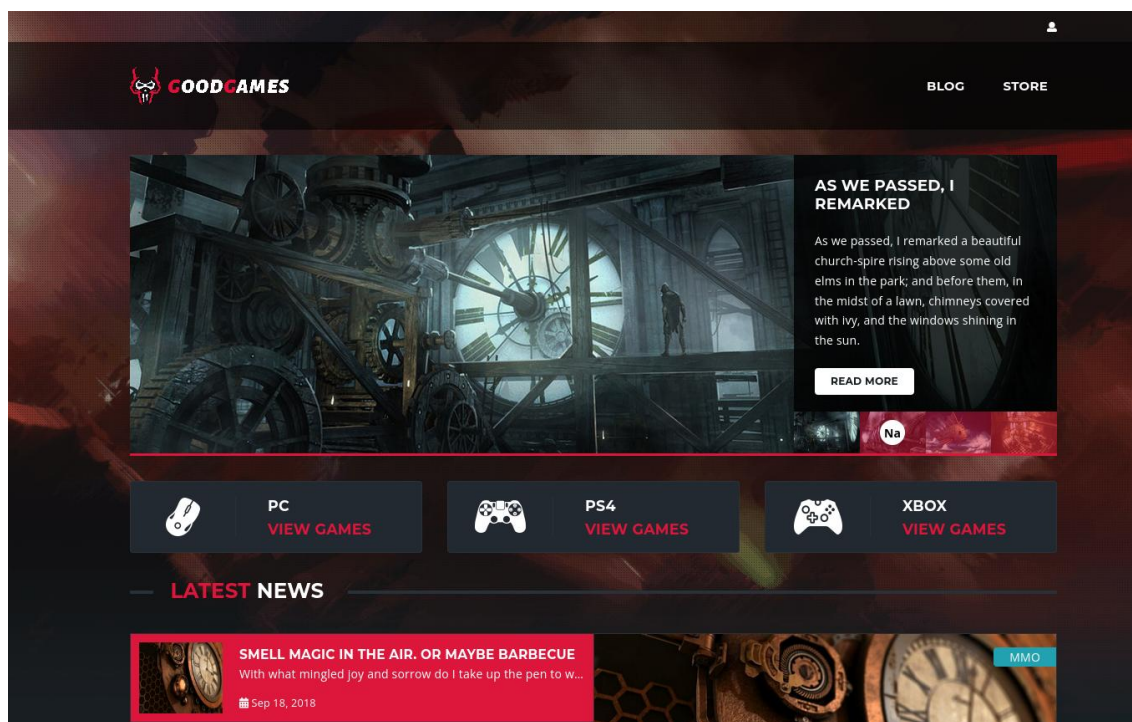 GOODGAMES
BLOG
STORE
AS WE PASSED, I
REMARKED
As we passed, I remarked a beautiful
church-spire rising above some old
elms in the park; and before them, in
the midst of a lawn, chimneys covered
with ivy, and the windows shining in
the sun.
READ MORE
Na
PC
VIEW GAMES
PS4
VIEW GAMES
XBOX
VIEW GAMES
LATEST NEWS
SMELL MAGIC IN THE AIR. OR MAYBE BARBECUE
With what mingled joy and sorrow do I take up the pen to w...
Sep 18, 2018
MMO